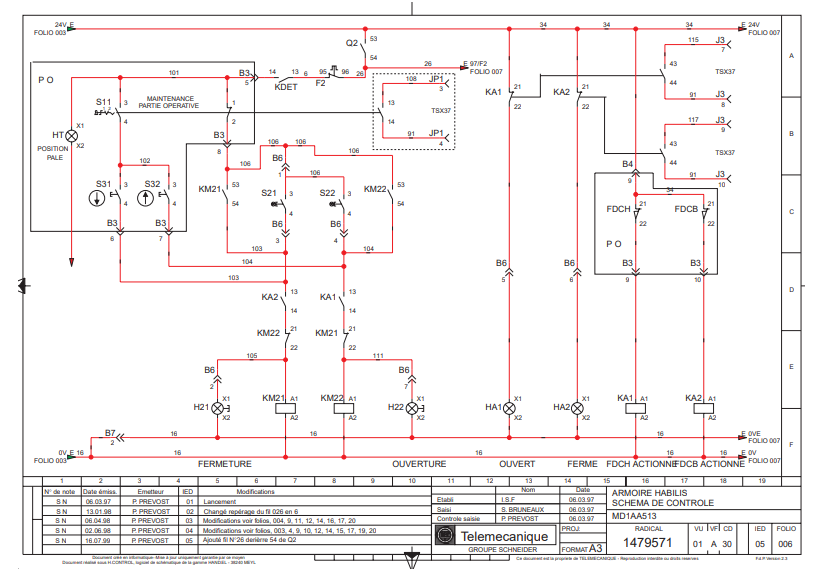 24V E
FOLIO 003
34 34 34
E 24V
FOLIO 007
Q2 53
54
26
E 97/F2
FOLIO 007
115 J3
7
43
44
TSX37
91 J3
8
117 J3
9
43
44
TSX37
91 J3
10
A
B
C
D
E
F
P O
101
B3
5
14 13 6 95 96 26
KDET F2
108 JP1
3
13
14
TSX37
91 JP1
4
S11 3
4
MAINTENANCE
PARTIE OPERATIVE
1
2
HT X1
X2
POSITION
PALE
B3
8
102
106 106
106
106
106
B6
1
S31 3
4
S32 3
4
KM21 53
54
S21 3
4
S22 3
4
KM22 53
54
B3
6
B3
7
B6
3
B6
4
103
104
104
103
KA1 21
22
KA2 21
22
B4
9
34
FDCH 21
22
FDCB 21
22
P O
B3
9
B3
10
B6
5
B6
6
KA2 13
14
KA1 13
14
KM22 21
22
KM21 21
22
105 111
B6
2
B6
7
H21 X1
X2
KM21 A1
A2
KM22 A1
A2
H22 X1
X2
HA1 X1
X2
HA2 X1
X2
KA1 A1
A2
KA2 A1
A2
B7
2
16 16 16
E 0VE
FOLIO 007
0V E 16
FOLIO 003
16 16 16 16
E 0V
FOLIO 007
FERMETURE OUVERTURE OUVERT FERME FDCH ACTIONNE FDCB ACTIONNE
1 2 3 4 5 6 7 8 9 10 11 12 13 14 15 16 17 18 19
N° de note Date émiss. Emetteur IED Modifications
S N 06.03.97 P. PREVOST 01 Lancement
S N 13.01.98 P. PREVOST 02 Changé repérage du fil 026 en 6
S N 06.04.98 P. PREVOST 03 Modifications voir folios, 004, 9, 11, 12, 14, 16, 17, 20
S N 02.06.98 P. PREVOST 04 Modifications voir folios, 003, 4, 9, 10, 12, 14, 15, 17, 19, 20
S N 16.07.99 P. PREVOST 05 Ajouté fil N°26 derièrre 54 de Q2
Nom Date
Etabli I.S.F 06.03.97
Saisi S. BRUNEAUX 06.03.97
Controle saisie P. PREVOST 06.03.97
Telemecanique
GROUPE SCHNEIDER
PROJ:
FORMAT A3
ARMOIRE HABILIS
SCHEMA DE CONTROLE
MD1AA513
RADICAL VU VF CD IED FOLIO
1479571 01 A 30 05 006
Document créé en informatique- Mise à jour uniquement garantie par ce moyen
Document réalisé sous H.CONTROL, logiciel de schématique de la gamme HANGEL - 38240 MEYL
Ce document est la propriété de TELEMECANIQUE - Reproduction interdite ou droits reserves
Fd.P Version 2.3